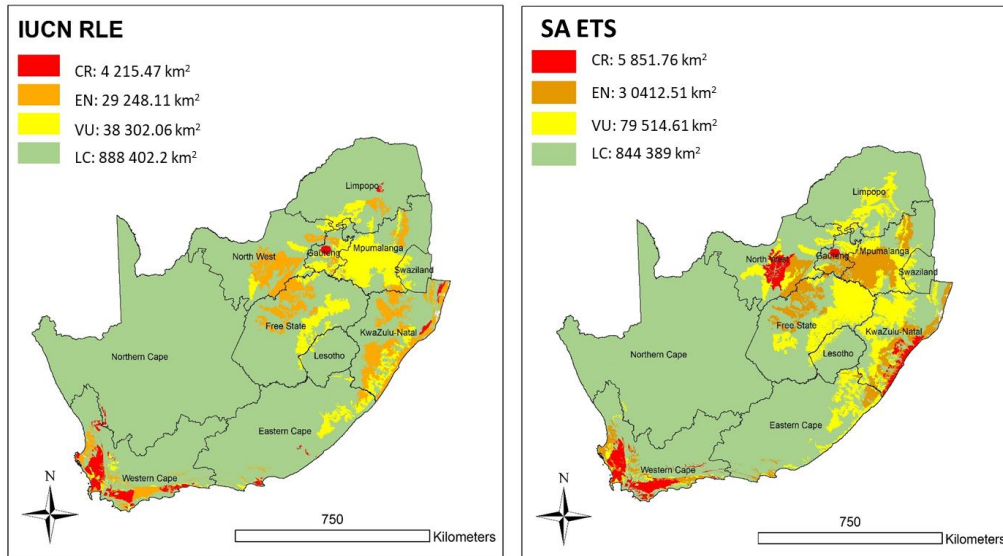 IUCN RLE
CR: 4 215.47 km²
EN: 29 248.11 km²
VU: 38 302.06 km²
LC: 888 402.2 km²
Limpopo
North West
Gauteng
Mpumalanga
Swaziland
Free State
KwaZulu-Natal
Lesotho
Northern Cape
Eastern Cape
Western Cape
N
750
Kilometers
SA ETS
CR: 5 851.76 km²
EN: 3 0412.51 km²
VU: 79 514.61 km²
LC: 844 389 km²
Limpopo
North West
Gauteng
Mpumalanga
Swaziland
Free State
KwaZulu-Natal
Lesotho
Northern Cape
Eastern Cape
Western Cape
N
750
Kilometers